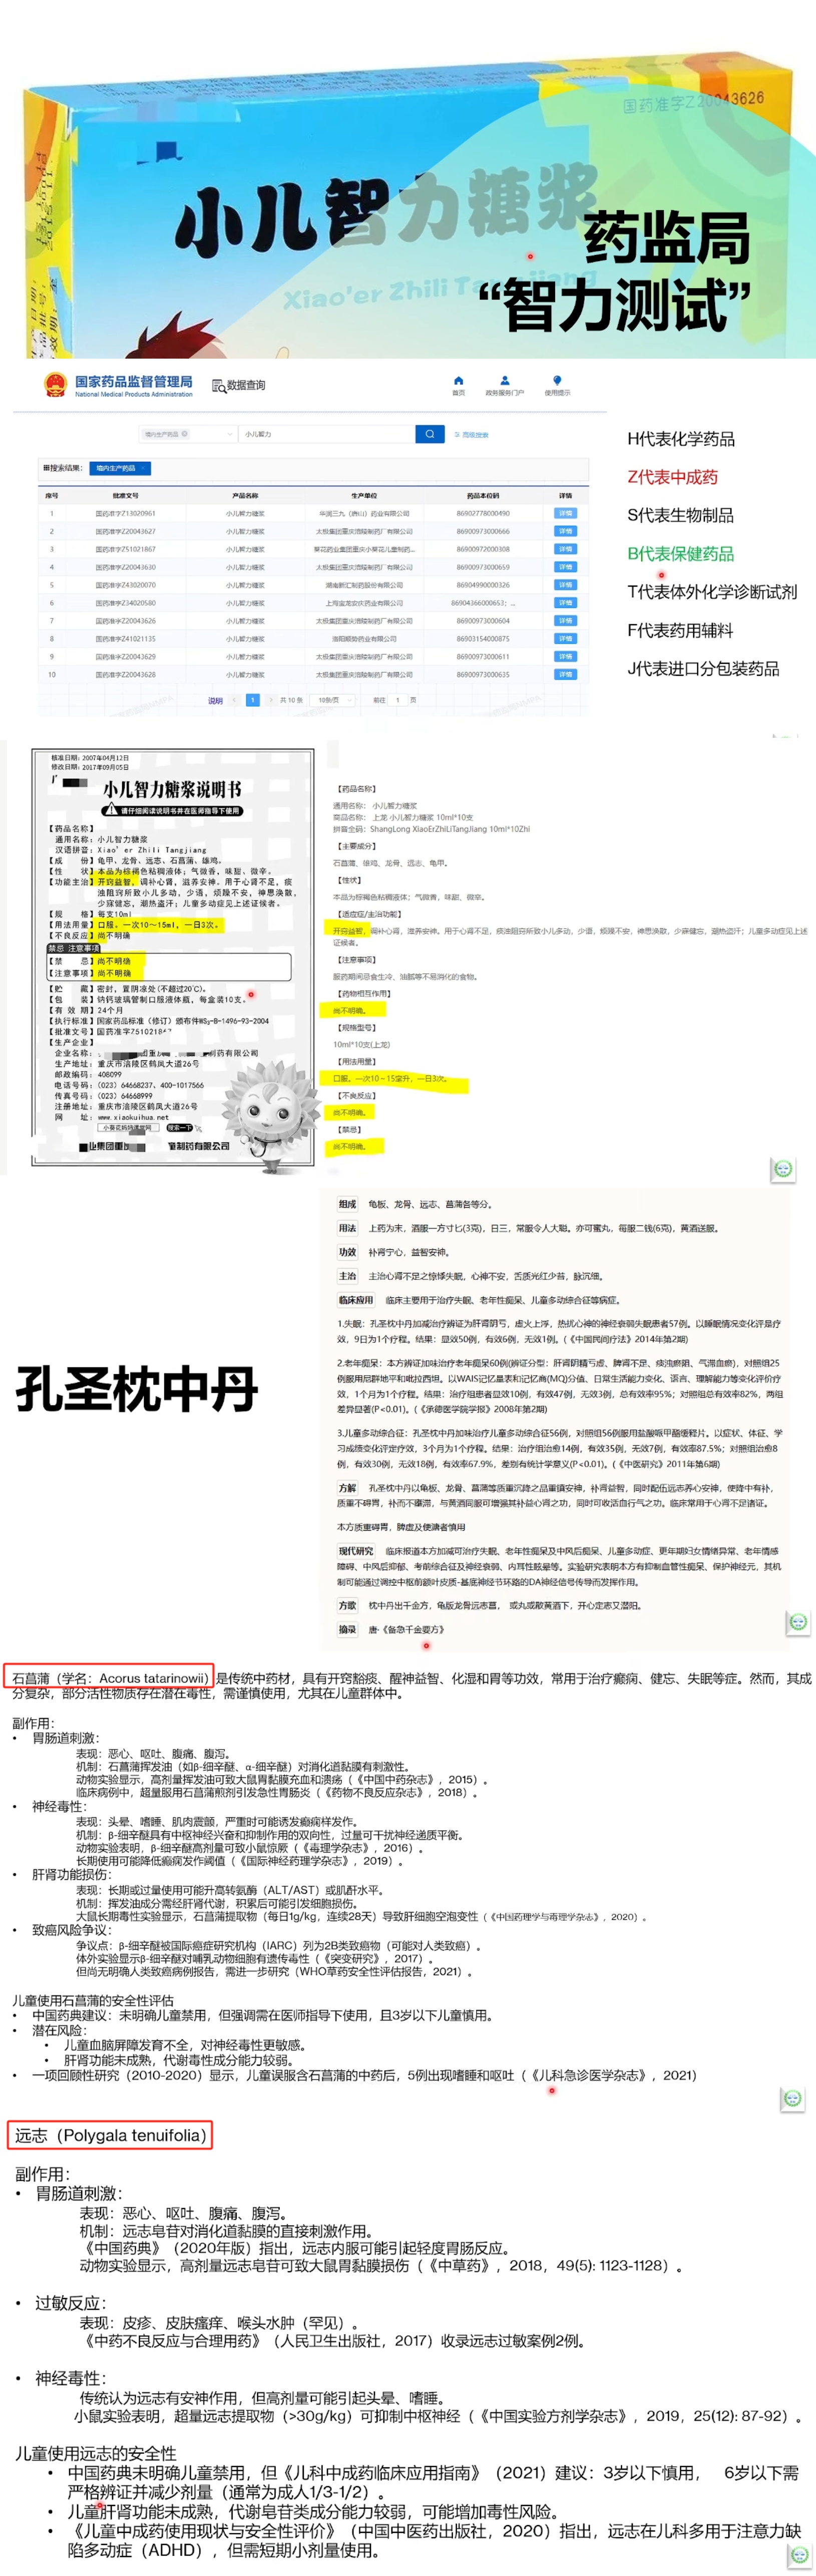 国药准字Z20043626
小儿智力糖浆
Xiao'er Zhili Tangjiang
药监局
“智力测试”
国家药品监督管理局
National Medical Products Administration
数据查询
首页
政务服务门户
使用提示
境内生产药品
小儿智力
高级搜索
搜索结果：
境内生产药品
序号 批准文号 产品名称 生产单位 药品本位码 详情
1 国药准字Z13020961 小儿智力糖浆 华润三九（唐山）药业有限公司 86902778000490 详情
2 国药准字Z20043627 小儿智力糖浆 太极集团重庆涪陵制药厂有限公司 86900973000666 详情
3 国药准字Z51021867 小儿智力糖浆 葵花药业集团重庆小葵花儿童制药... 86900972000308 详情
4 国药准字Z20043630 小儿智力糖浆 太极集团重庆涪陵制药厂有限公司 86900973000659 详情
5 国药准字Z43020070 小儿智力糖浆 湖南新汇制药股份有限公司 86904990000326 详情
6 国药准字Z34020580 小儿智力糖浆 上海宝龙安庆药业有限公司 86904366000653；... 详情
7 国药准字Z20043626 小儿智力糖浆 太极集团重庆涪陵制药厂有限公司 86900973000604 详情
8 国药准字Z41021135 小儿智力糖浆 洛阳顺势药业有限公司 86903154000875 详情
9 国药准字Z20043629 小儿智力糖浆 太极集团重庆涪陵制药厂有限公司 86900973000611 详情
10 国药准字Z20043628 小儿智力糖浆 太极集团重庆涪陵制药厂有限公司 86900973000635 详情
说明 1 共 10 条 10条/页 前往 1 页
H代表化学药品
Z代表中成药
S代表生物制品
B代表保健药品
T代表体外化学诊断试剂
F代表药用辅料
J代表进口分包装药品
核准日期：2007年04月12日
修改日期：2017年09月05日
小儿智力糖浆说明书
请仔细阅读说明书并在医师指导下使用
【药品名称】
通用名称：小儿智力糖浆
汉语拼音：Xiao' er Zhili Tangjiang
【成 份】龟甲、龙骨、远志、石菖蒲、雄鸡。
【性 状】本品为棕褐色粘稠液体；气微香，味甜、微辛。
【功能主治】开窍益智，调补心肾，滋养安神。用于心肾不足，痰
浊阻窍所致小儿多动，少语，烦躁不安，神思涣散，
少寐健忘，潮热盗汗；儿童多动症见上述证候者。
【规 格】每支10ml
【用法用量】口服。一次10～15ml，一日3次。
【不良反应】尚不明确
禁忌 注意事项
【禁 忌】尚不明确
【注意事项】尚不明确
【贮 藏】密封，置阴凉处（不超过20℃）。
【包 装】钠钙玻璃管制口服液体瓶，每盒装10支。
【有 效 期】24个月
【执行标准】国家药品标准（修订）颁布件WS₃-B-1496-93-2004
【批准文号】国药准字Z510218
【生产企业】
企业名称： 制药有限公司
生产地址：重庆市涪陵区鹤凤大道26号
邮政编码：408099
电话号码：（023）64668237、400-1017566
传真号码：（023）64668999
注册地址：重庆市涪陵区鹤凤大道26号
网 址：www.xiaokuihua.net
小葵花妈妈课堂网 搜索一下
业集团重 制药有限公司
【药品名称】
通用名称： 小儿智力糖浆
商品名称： 上龙 小儿智力糖浆 10ml*10支
拼音全码：ShangLong XiaoErZhiLiTangJiang 10ml*10Zhi
【主要成分】
石菖蒲、雄鸡、龙骨、远志、龟甲。
【性状】
本品为棕褐色粘稠液体；气微香，味甜、微辛。
【适应症/主治功能】
开窍益智，调补心肾，滋养安神。用于心肾不足，痰浊阻窍所致小儿多动，少语，烦躁不安，神思涣散，少寐健忘，潮热盗汗；儿童多动症见上述
证候者。
【注意事项】
服药期间忌食生冷、油腻等不易消化的食物。
【药物相互作用】
尚不明确。
【规格型号】
10ml*10支(上龙)
【用法用量】
口服。一次10～15毫升，一日3次。
【不良反应】
尚不明确。
【禁忌】
尚不明确。
孔圣枕中丹
组成 龟板、龙骨、远志、菖蒲各等分。
用法 上药为末，酒服一方寸匕(3克)，日三，常服令人大聪。亦可蜜丸，每服二钱(6克)，黄酒送服。
功效 补肾宁心，益智安神。
主治 主治心肾不足之惊悸失眠，心神不安，舌质光红少苔，脉沉细。
临床应用 临床主要用于治疗失眠、老年性痴呆、儿童多动综合征等病症。
1.失眠：孔圣枕中丹加减治疗辨证为肝肾阴亏，虚火上浮，热扰心神的神经衰弱失眠患者57例。以睡眠情况变化评是疗
效，9日为1个疗程。结果：显效50例，有效6例，无效1例。(《中国民间疗法》2014年第2期)
2.老年痴呆：本方辨证加味治疗老年痴呆60例(辨证分型：肝肾阴精亏虚、脾肾不足、痰浊瘀阻、气滞血瘀)，对照组25
例服用尼群地平和吡拉西坦。以WAIS记忆量表和记忆商(MQ)分值、日常生活能力变化、语言、理解能力等变化评价疗
效，1个月为1个疗程。结果：治疗组患者显效10例，有效47例，无效3例，总有效率95%；对照组总有效率82%，两组
差异显著(P<0.01)。(《承德医学院学报》2008年第2期)
3.儿童多动综合征：孔圣枕中丹加味治疗儿童多动综合征56例，对照组56例服用盐酸哌甲酯缓释片。以症状、体征、学
习成绩变化评定疗效，3个月为1个疗程。结果：治疗组治愈14例，有效35例，无效7例，有效率87.5%；对照组治愈8
例，有效30例，无效18例，有效率67.9%，差别有统计学意义(P<0.01)。(《中医研究》2011年第6期)
方解 孔圣枕中丹以龟板、龙骨、菖蒲等质重沉降之品重镇安神，补肾益智，同时配伍远志养心安神，使降中有补，
质重不碍胃，补而不壅滞，与黄酒同服可增强其补益心肾之功，同时可收活血行气之功。临床常用于心肾不足诸证。
本方质重碍胃，脾虚及便溏者慎用
现代研究 临床报道本方加减可治疗失眠、老年性痴呆及中风后痴呆、儿童多动症、更年期妇女情绪异常、老年情感
障碍、中风后抑郁、考前综合征及神经衰弱、内耳性眩晕等。实验研究表明本方有抑制血管性痴呆、保护神经元，其机
制可能通过调控中枢前额叶皮质-基底神经节环路的DA神经信号传导而发挥作用。
方歌 枕中丹出千金方，龟版龙骨远志菖， 或丸或散黄酒下，开心定志又潜阳。
摘录 唐·《备急千金要方》
石菖蒲（学名：Acorus tatarinowii）是传统中药材，具有开窍豁痰、醒神益智、化湿和胃等功效，常用于治疗癫痫、健忘、失眠等症。然而，其成
分复杂，部分活性物质存在潜在毒性，需谨慎使用，尤其在儿童群体中。
副作用：
• 胃肠道刺激：
表现：恶心、呕吐、腹痛、腹泻。
机制：石菖蒲挥发油（如β-细辛醚、α-细辛醚）对消化道黏膜有刺激性。
动物实验显示，高剂量挥发油可致大鼠胃黏膜充血和溃疡（《中国中药杂志》，2015）。
临床病例中，超量服用石菖蒲煎剂引发急性胃肠炎（《药物不良反应杂志》，2018）。
• 神经毒性：
表现：头晕、嗜睡、肌肉震颤，严重时可能诱发癫痫样发作。
机制：β-细辛醚具有中枢神经兴奋和抑制作用的双向性，过量可干扰神经递质平衡。
动物实验表明，β-细辛醚高剂量可致小鼠惊厥（《毒理学杂志》，2016）。
长期使用可能降低癫痫发作阈值（《国际神经药理学杂志》，2019）。
• 肝肾功能损伤：
表现：长期或过量使用可能升高转氨酶（ALT/AST）或肌酐水平。
机制：挥发油成分需经肝肾代谢，积累后可能引发细胞损伤。
大鼠长期毒性实验显示，石菖蒲提取物（每日1g/kg，连续28天）导致肝细胞空泡变性（《中国药理学与毒理学杂志》，2020）。
• 致癌风险争议：
争议点：β-细辛醚被国际癌症研究机构（IARC）列为2B类致癌物（可能对人类致癌）。
体外实验显示β-细辛醚对哺乳动物细胞有遗传毒性（《突变研究》，2017）。
但尚无明确人类致癌病例报告，需进一步研究（WHO草药安全性评估报告，2021）。
儿童使用石菖蒲的安全性评估
• 中国药典建议：未明确儿童禁用，但强调需在医师指导下使用，且3岁以下儿童慎用。
• 潜在风险：
• 儿童血脑屏障发育不全，对神经毒性更敏感。
• 肝肾功能未成熟，代谢毒性成分能力较弱。
• 一项回顾性研究（2010-2020）显示，儿童误服含石菖蒲的中药后，5例出现嗜睡和呕吐（《儿科急诊医学杂志》，2021）
远志（Polygala tenuifolia）
副作用：
• 胃肠道刺激：
表现：恶心、呕吐、腹痛、腹泻。
机制：远志皂苷对消化道黏膜的直接刺激作用。
《中国药典》（2020年版）指出，远志内服可能引起轻度胃肠反应。
动物实验显示，高剂量远志皂苷可致大鼠胃黏膜损伤（《中草药》，2018，49(5): 1123-1128）。
• 过敏反应：
表现：皮疹、皮肤瘙痒、喉头水肿（罕见）。
《中药不良反应与合理用药》（人民卫生出版社，2017）收录远志过敏案例2例。
• 神经毒性：
传统认为远志有安神作用，但高剂量可能引起头晕、嗜睡。
小鼠实验表明，超量远志提取物（>30g/kg）可抑制中枢神经（《中国实验方剂学杂志》，2019，25(12): 87-92）。
儿童使用远志的安全性
• 中国药典未明确儿童禁用，但《儿科中成药临床应用指南》（2021）建议：3岁以下慎用， 6岁以下需
严格辨证并减少剂量（通常为成人1/3-1/2）。
• 儿童肝肾功能未成熟，代谢皂苷类成分能力较弱，可能增加毒性风险。
• 《儿童中成药使用现状与安全性评价》（中国中医药出版社，2020）指出，远志在儿科多用于注意力缺
陷多动症（ADHD），但需短期小剂量使用。